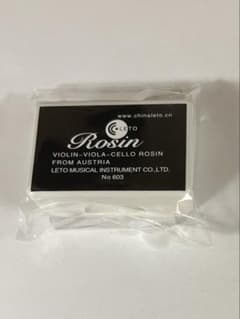 www.chinaleto.cn
LETO
Rosin
VIOLIN-VIOLA-CELLO ROSIN
FROM AUSTRIA
LETO MUSICAL INSTRUMENT CO.,LTD.
No 603